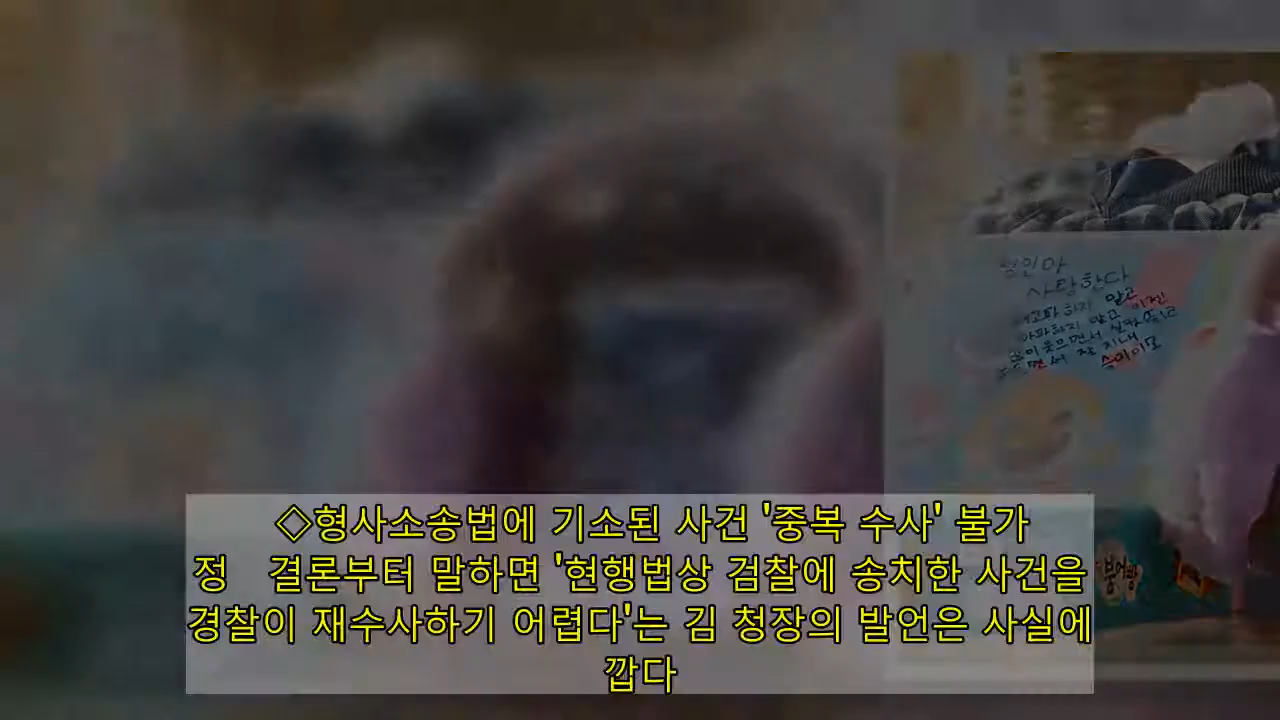 사랑한다
◇형사소송법에 기소된 사건 '중복 수사' 불가
정 결론부터 말하면 '현행법상 검찰에 송치한 사건을
경찰이 재수사하기 어렵다'는 김 청장의 발언은 사실에
깝다